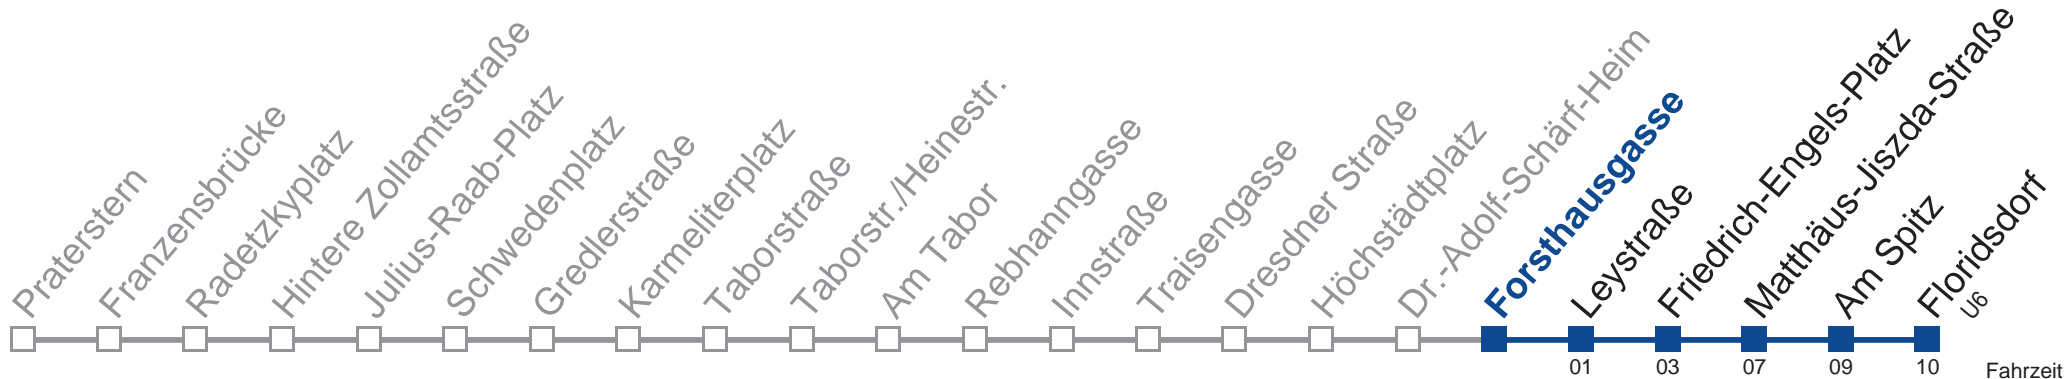 Praterstern
Franzensbrücke
Radetzkyplatz
Hintere Zollamtsstraße
Julius-Raab-Platz
Schwedenplatz
Gredlerstraße
Karmeliterplatz
Taborstraße
Taborstr./Heinestr.
Am Tabor
Rebhanngasse
Innstraße
Traisengasse
Dresdner Straße
Höchstädtplatz
Dr.-Adolf-Schärf-Heim
Forsthausgasse
Leystraße
Friedrich-Engels-Platz
Matthäus-Jiszda-Straße
Am Spitz
Floridsdorf
U6
01 03 07 09 10 Fahrzeit